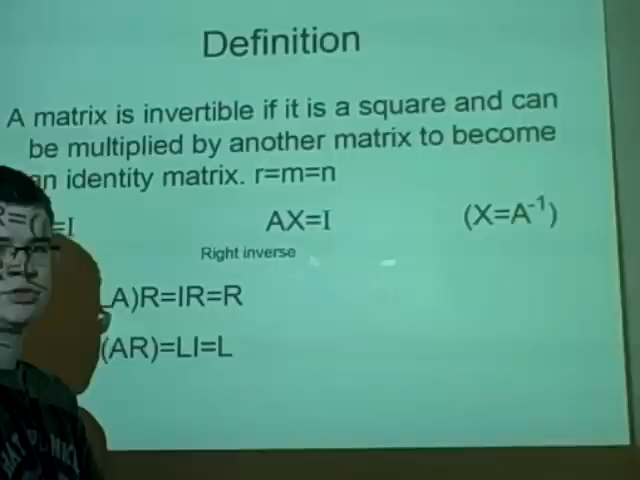 Definition
A matrix is invertible if it is a square and can
be multiplied by another matrix to become
an identity matrix. r=m=n
=I AX=I (X=A⁻¹)
Right inverse
A)R=IR=R
(AR)=LI=L